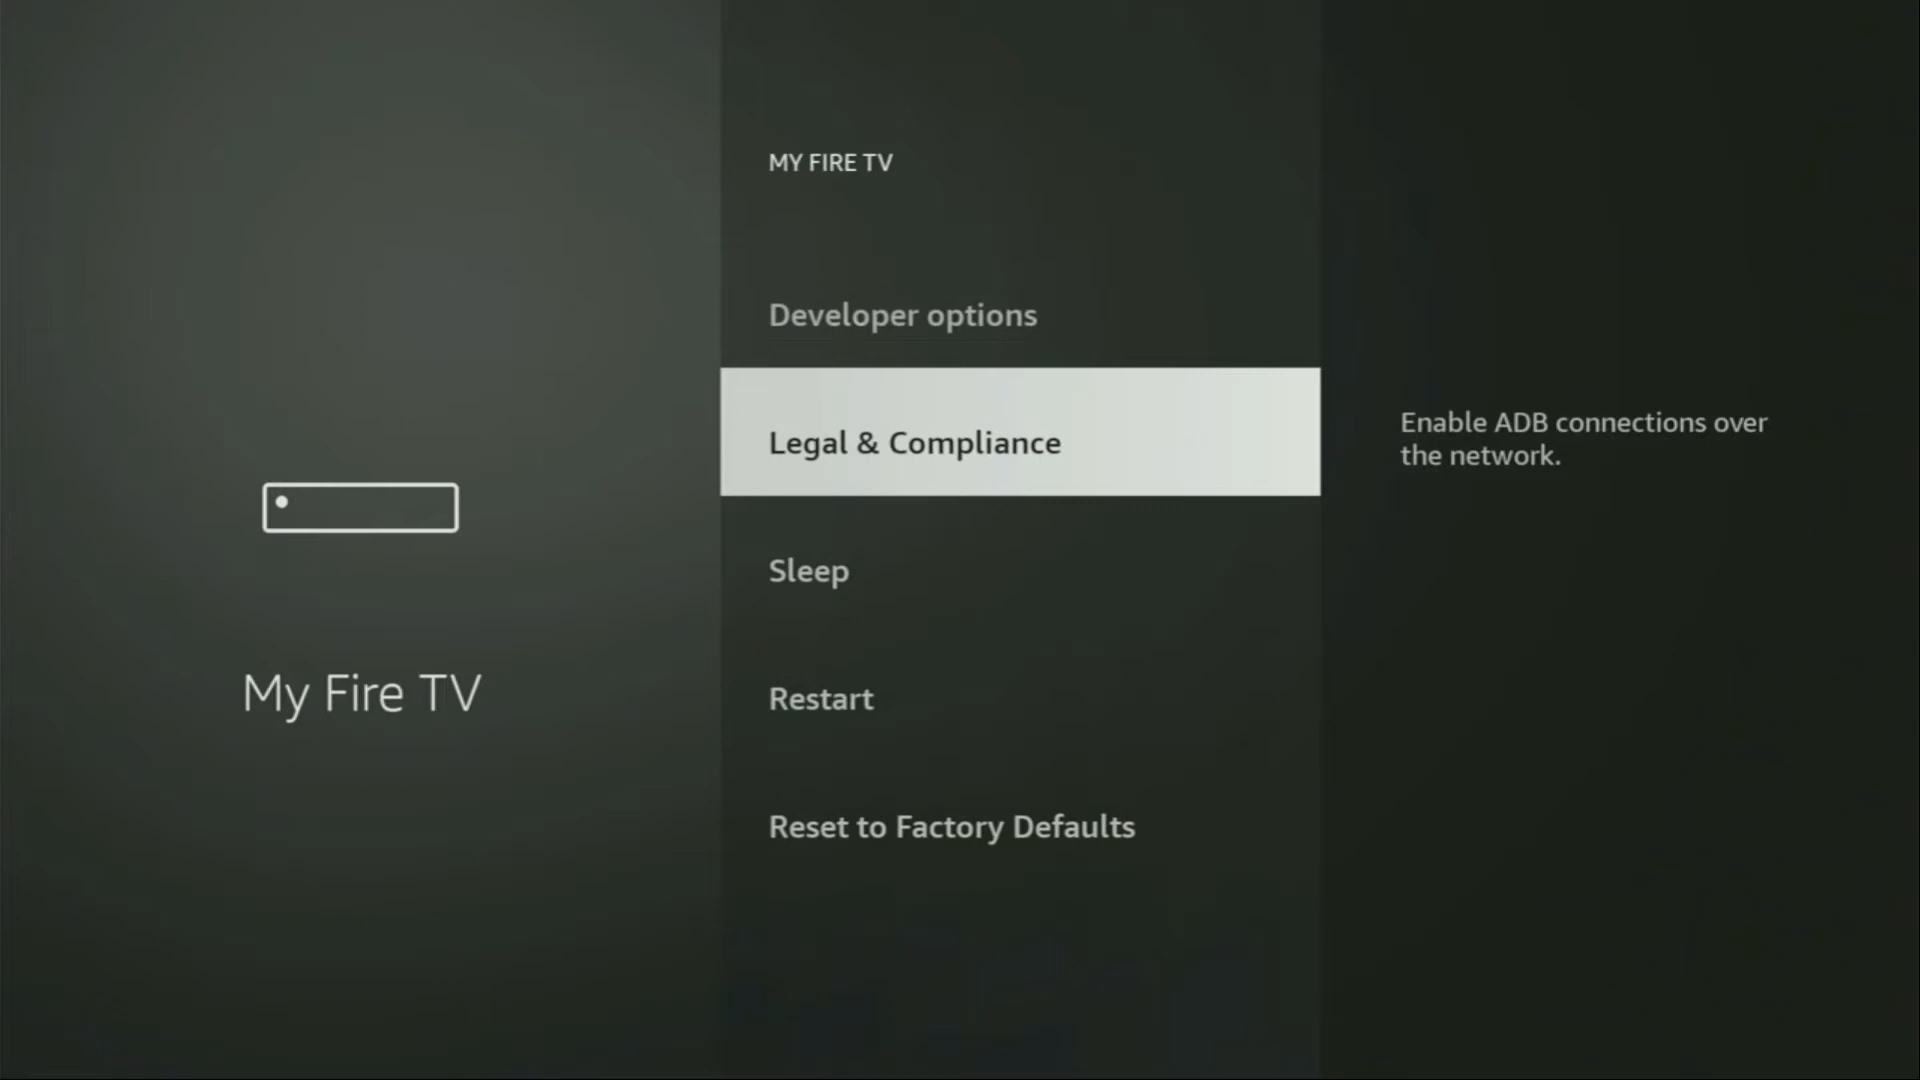 MY FIRE TV
Developer options
Legal & Compliance
Enable ADB connections over
the network.
Sleep
Restart
My Fire TV
Reset to Factory Defaults